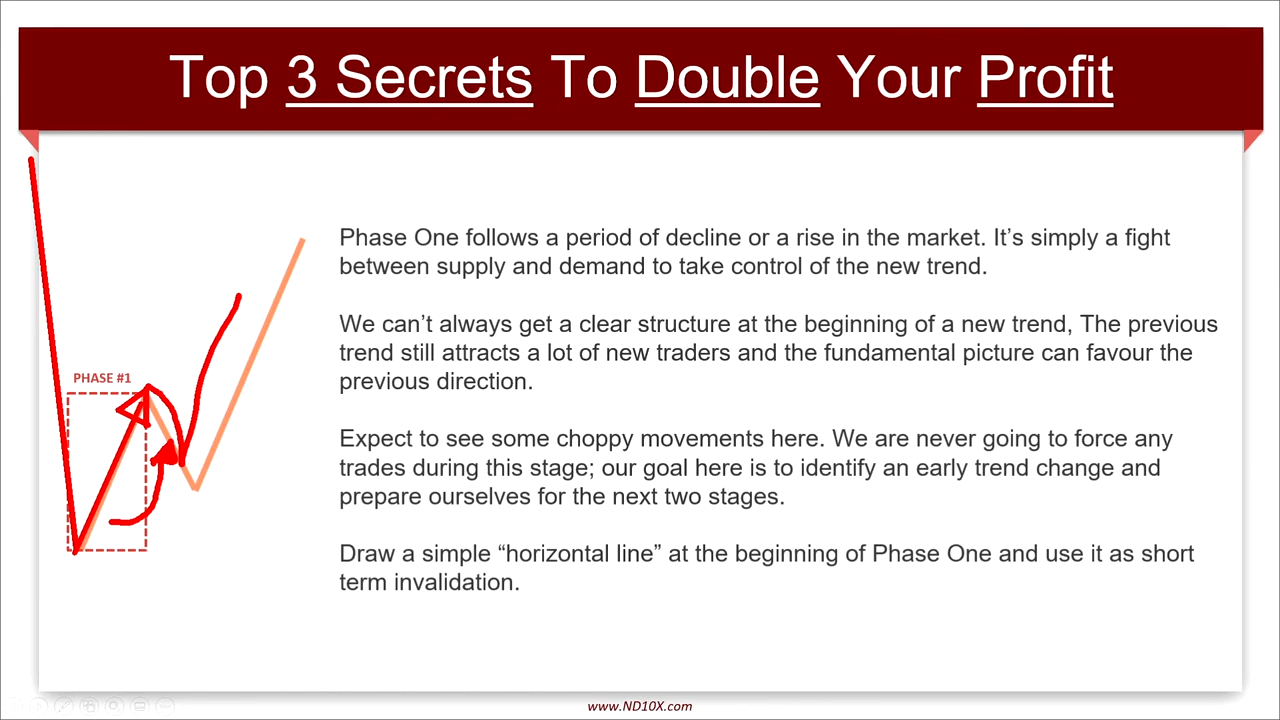 Top 3 Secrets To Double Your Profit
PHASE #1
Phase One follows a period of decline or a rise in the market. It’s simply a fight
between supply and demand to take control of the new trend.
We can’t always get a clear structure at the beginning of a new trend, The previous
trend still attracts a lot of new traders and the fundamental picture can favour the
previous direction.
Expect to see some choppy movements here. We are never going to force any
trades during this stage; our goal here is to identify an early trend change and
prepare ourselves for the next two stages.
Draw a simple “horizontal line” at the beginning of Phase One and use it as short
term invalidation.
www.ND10X.com